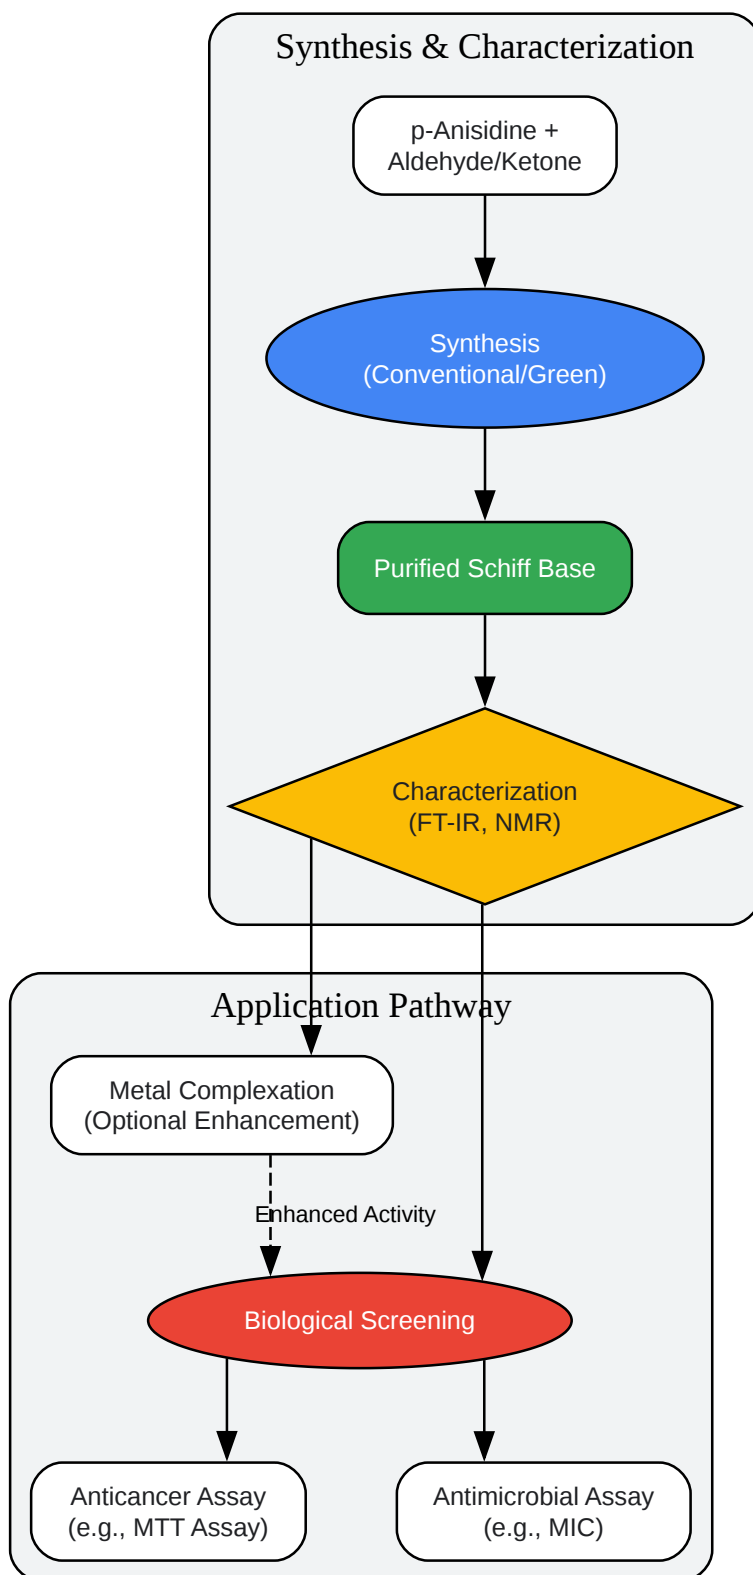 Synthesis & Characterization
p-Anisidine +
Aldehyde/Ketone
Synthesis
(Conventional/Green)
Purified Schiff Base
Characterization
(FT-IR, NMR)
Application Pathway
Metal Complexation
(Optional Enhancement)
Enhanced Activity
Biological Screening
Anticancer Assay
(e.g., MTT Assay)
Antimicrobial Assay
(e.g., MIC)